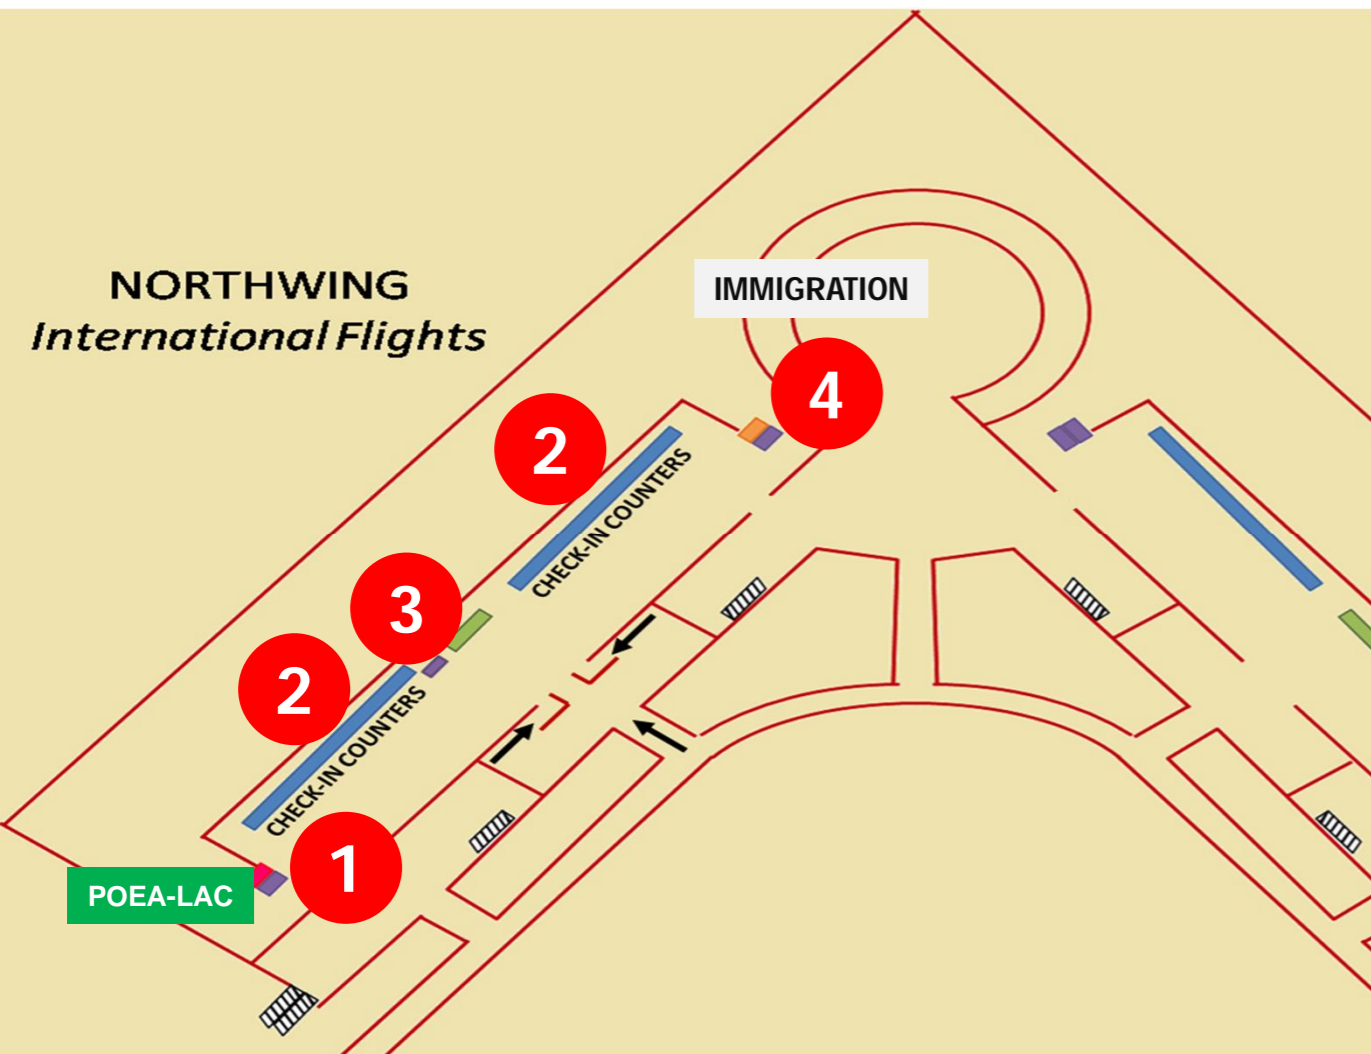 NORTHWING
International Flights
IMMIGRATION
4
2
CHECK-IN COUNTERS
3
2
CHECK-IN COUNTERS
1
POEA-LAC